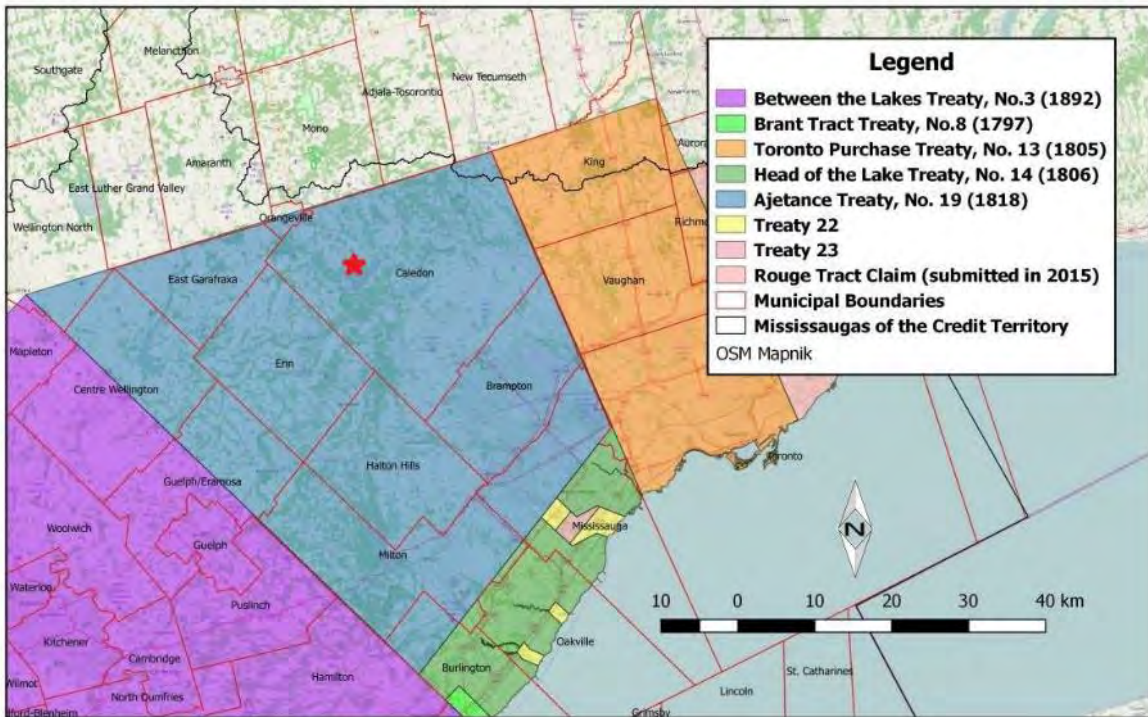 Legend
Between the Lakes Treaty, No.3 (1892)
Brant Tract Treaty, No.8 (1797)
Toronto Purchase Treaty, No. 13 (1805)
Head of the Lake Treaty, No. 14 (1806)
Ajetance Treaty, No. 19 (1818)
Treaty 22
Treaty 23
Rouge Tract Claim (submitted in 2015)
Municipal Boundaries
Mississaugas of the Credit Territory
OSM Mapnik
Melancthon
Southgate
New Tecumseth
Adjala-Tosorontio
Mono
King
Amaranth
East Luther Grand Valley
Wellington North
Orangeville
East Garafraxa
Caledon
Vaughan
Mapleton
Erin
Centre Wellington
Brampton
Halton Hills
Toronto
Guelph/Eramosa
Woolwich
Mississauga
Guelph
Milton
Waterloo
Puslinch
Kitchener
Oakville
Cambridge
Burlington
Hamilton
Wilmot
North Dumfries
St. Catharines
Lincoln
Grimsby
N
10 0 10 20 30 40 km